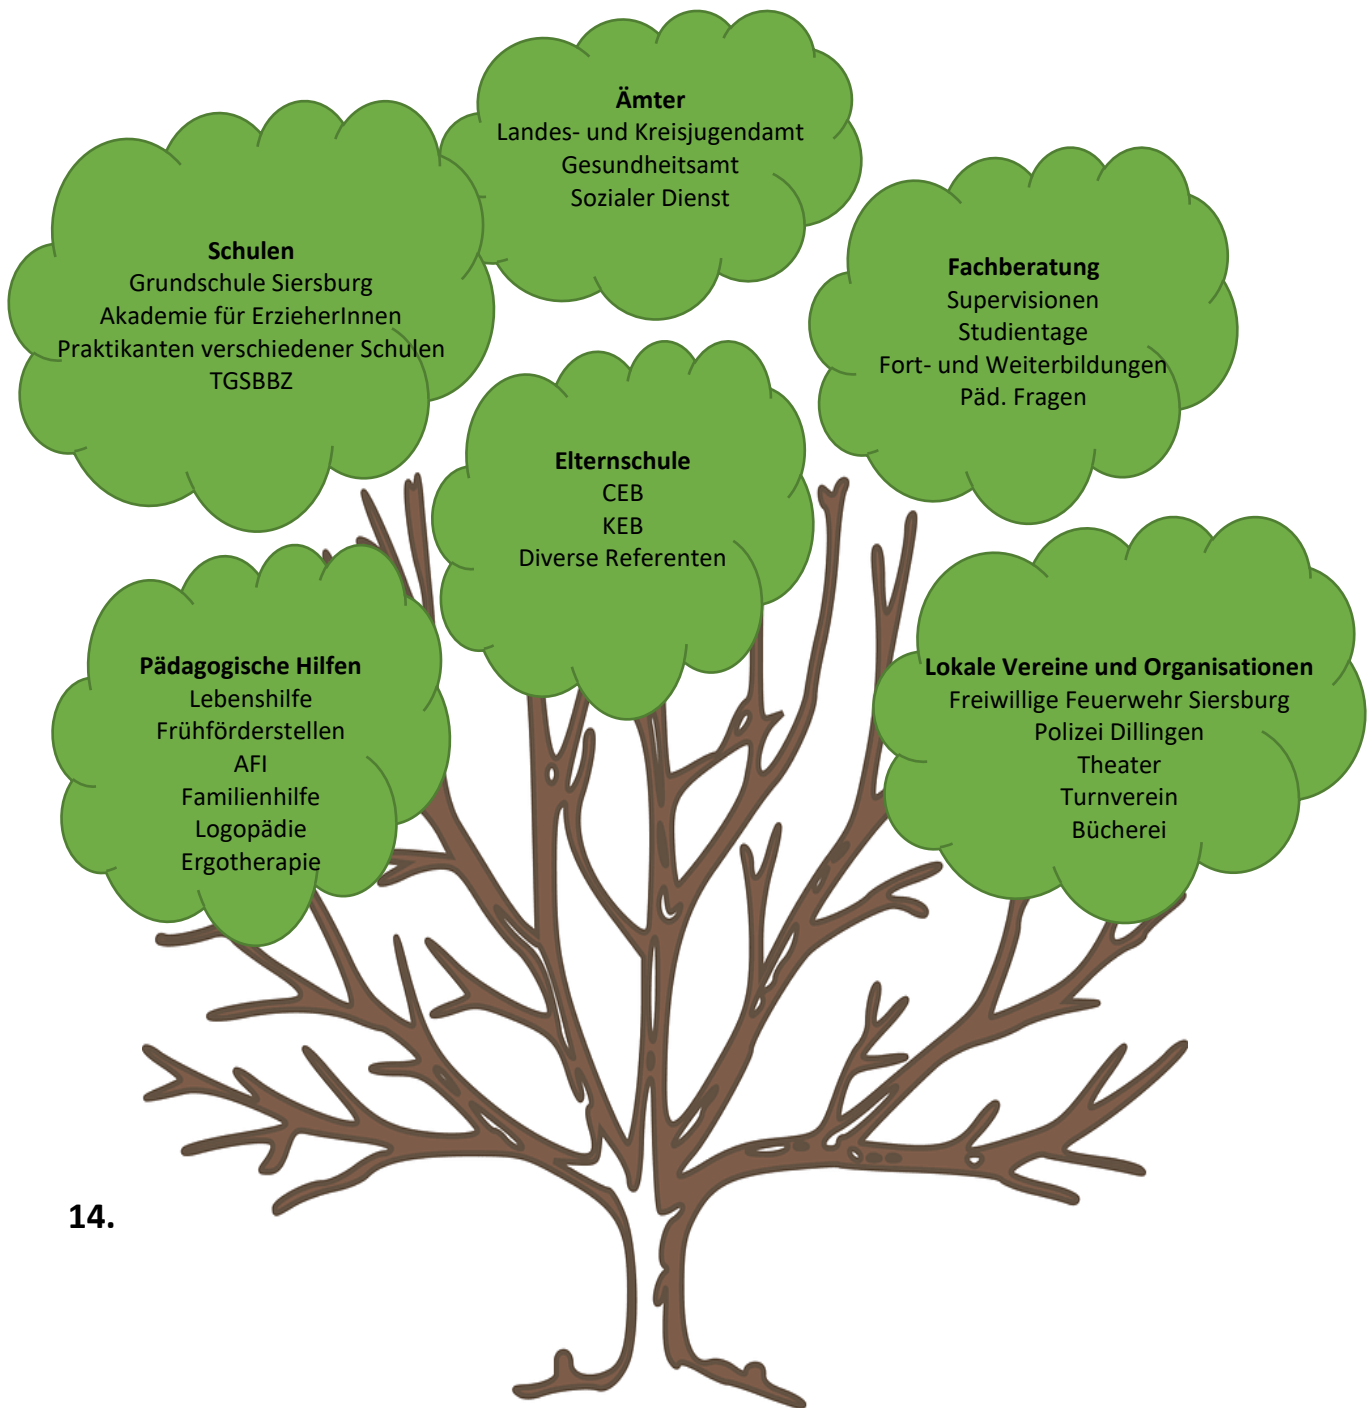 Ämter
Landes- und Kreisjugendamt
Gesundheitsamt
Sozialer Dienst
Schulen
Grundschule Siersburg
Akademie für ErzieherInnen
Praktikanten verschiedener Schulen
TGSBBZ
Fachberatung
Supervisionen
Studientage
Fort- und Weiterbildungen
Päd. Fragen
Elternschule
CEB
KEB
Diverse Referenten
Pädagogische Hilfen
Lebenshilfe
Frühförderstellen
AFI
Familienhilfe
Logopädie
Ergotherapie
Lokale Vereine und Organisationen
Freiwillige Feuerwehr Siersburg
Polizei Dillingen
Theater
Turnverein
Bücherei
14.